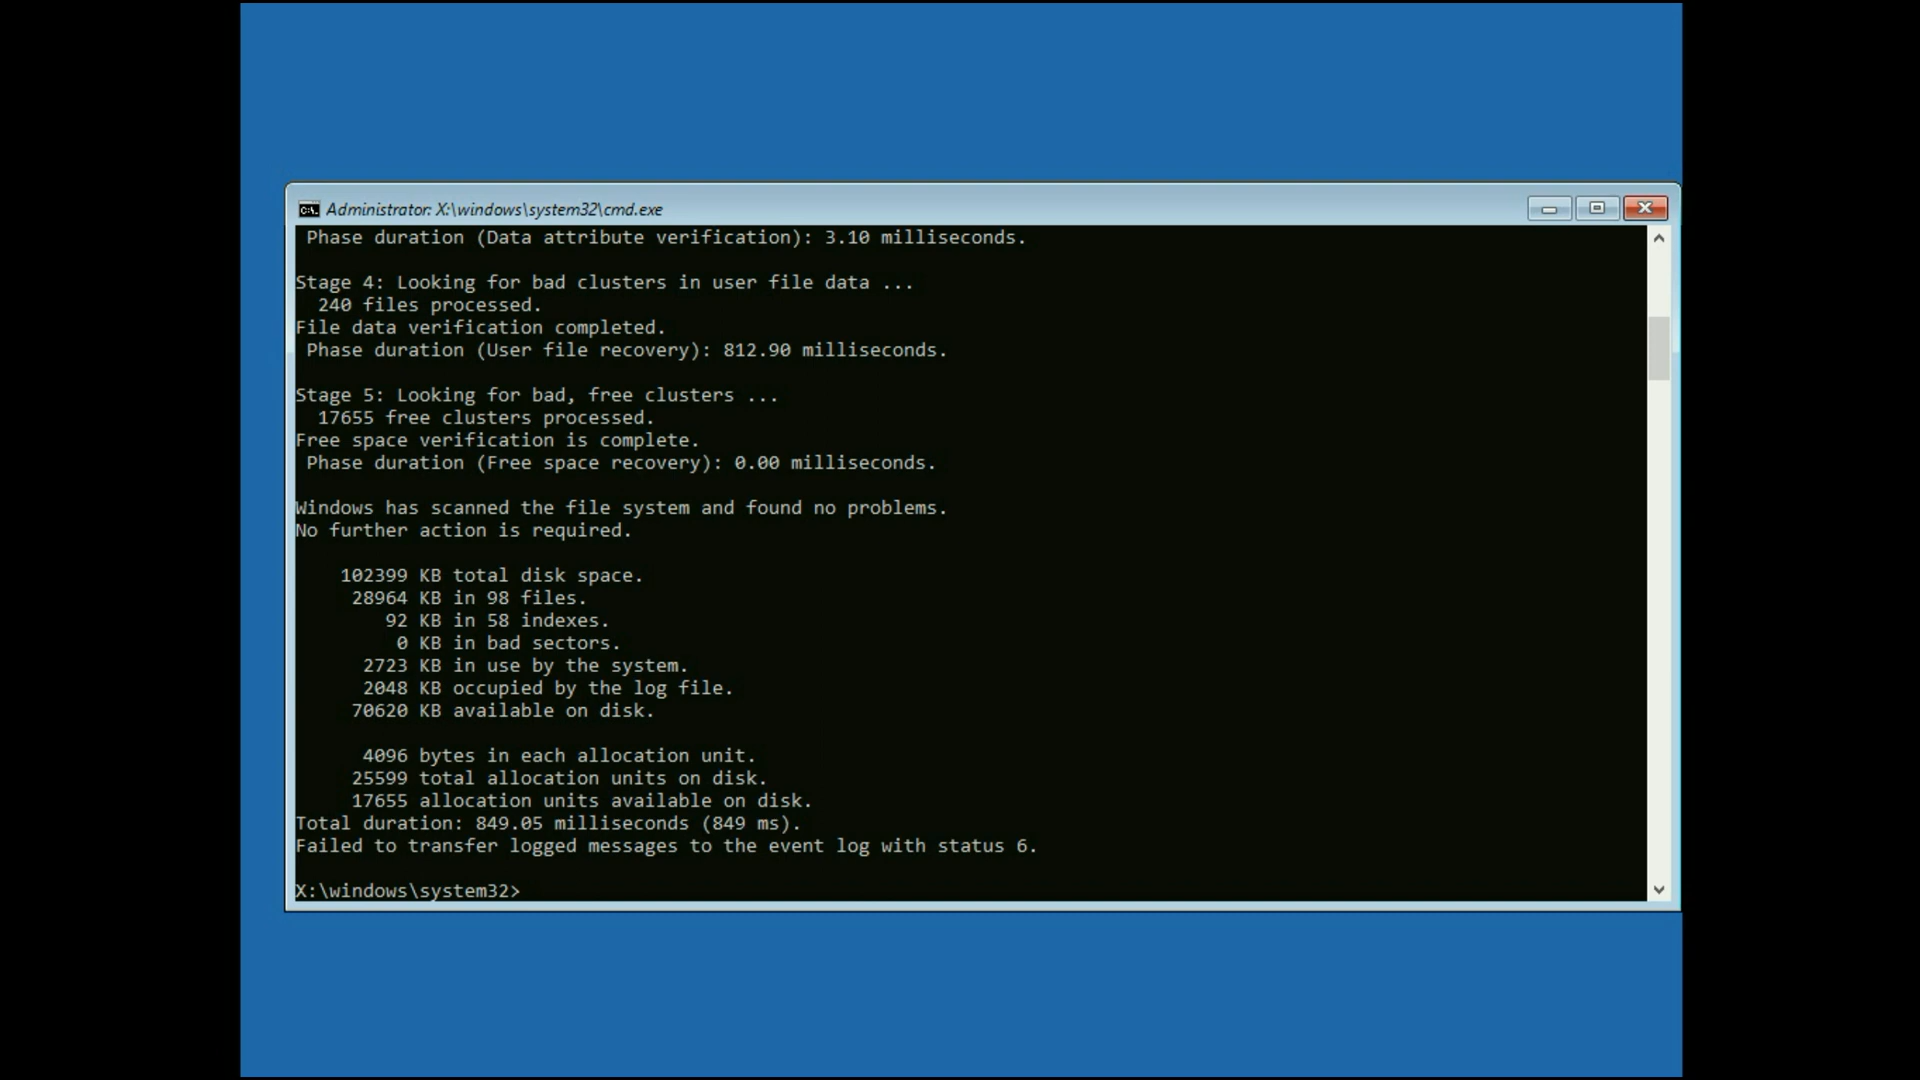 Administrator: X:\windows\system32\cmd.exe
Phase duration (Data attribute verification): 3.10 milliseconds.
Stage 4: Looking for bad clusters in user file data ...
240 files processed.
File data verification completed.
Phase duration (User file recovery): 812.90 milliseconds.
Stage 5: Looking for bad, free clusters ...
17655 free clusters processed.
Free space verification is complete.
Phase duration (Free space recovery): 0.00 milliseconds.
Windows has scanned the file system and found no problems.
No further action is required.
102399 KB total disk space.
28964 KB in 98 files.
92 KB in 58 indexes.
0 KB in bad sectors.
2723 KB in use by the system.
2048 KB occupied by the log file.
70620 KB available on disk.
4096 bytes in each allocation unit.
25599 total allocation units on disk.
17655 allocation units available on disk.
Total duration: 849.05 milliseconds (849 ms).
Failed to transfer logged messages to the event log with status 6.
X:\windows\system32>